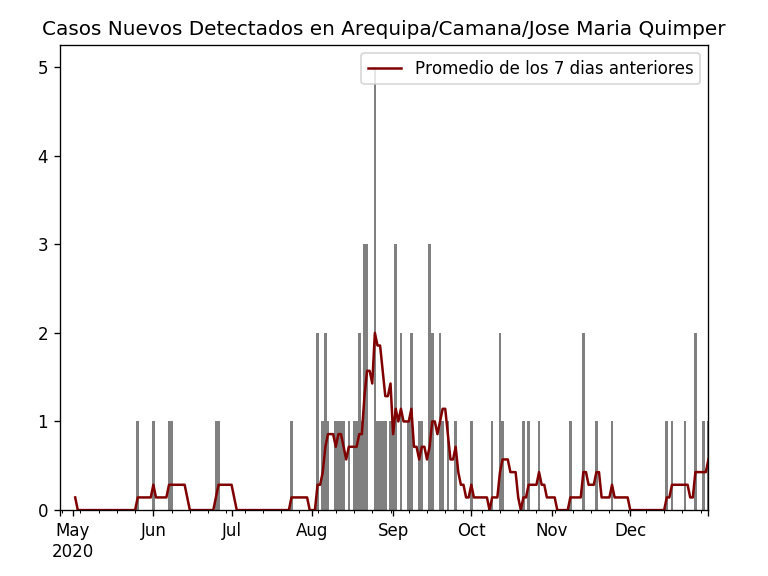 Casos Nuevos Detectados en Arequipa/Camana/Jose Maria Quimper
Promedio de los 7 dias anteriores
5
4
3
2
1
0
May Jun Jul Aug Sep Oct Nov Dec
2020